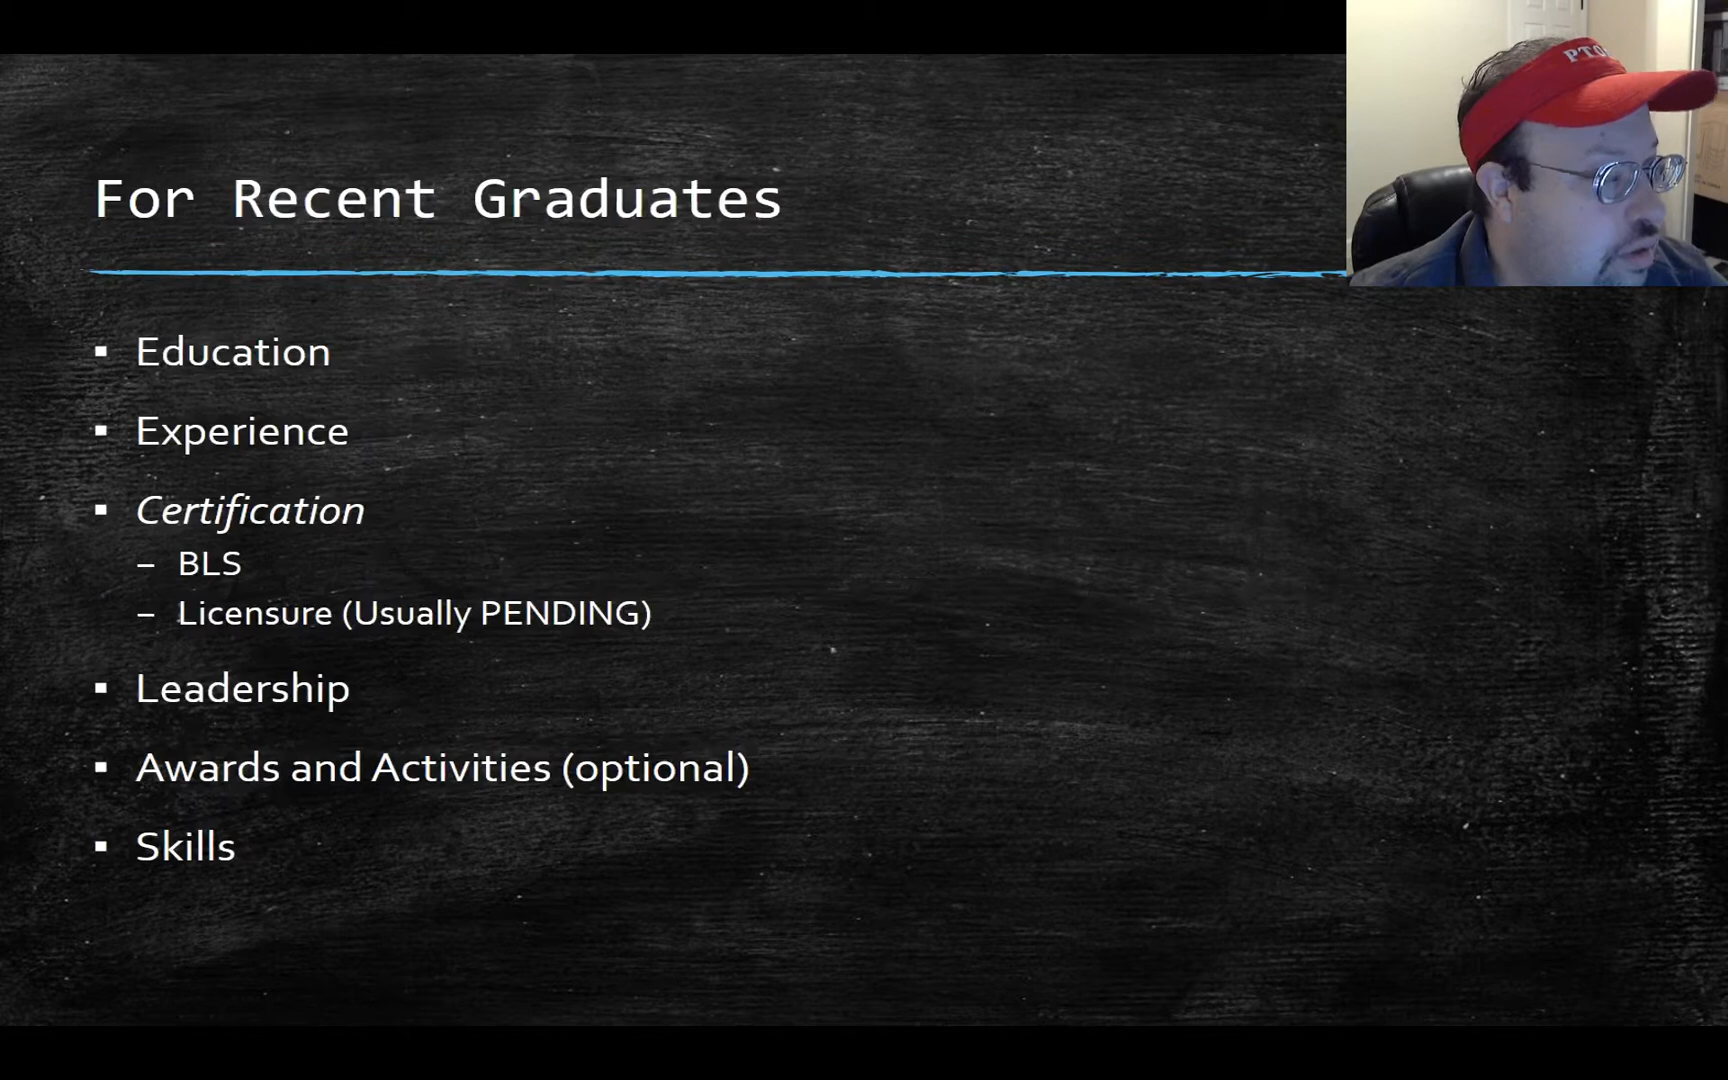 For Recent Graduates
▪ Education
▪ Experience
▪ Certification
– BLS
– Licensure (Usually PENDING)
▪ Leadership
▪ Awards and Activities (optional)
▪ Skills